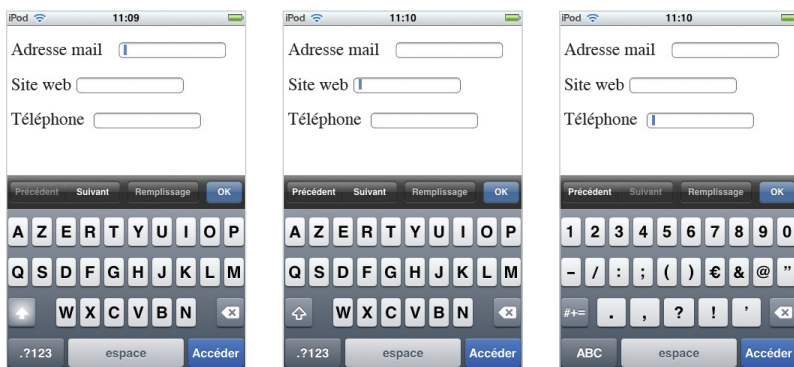 iPod 11:09
Adresse mail
Site web
Téléphone
Précédent Suivant Remplissage OK
A Z E R T Y U I O P
Q S D F G H J K L M
W X C V B N
.?123 espace Accéder
iPod 11:10
Adresse mail
Site web
Téléphone
Précédent Suivant Remplissage OK
A Z E R T Y U I O P
Q S D F G H J K L M
W X C V B N
.?123 espace Accéder
iPod 11:10
Adresse mail
Site web
Téléphone
Précédent Suivant Remplissage OK
1 2 3 4 5 6 7 8 9 0
- / : ; ( ) € & @ "
#+= . , ? ! '
ABC espace Accéder